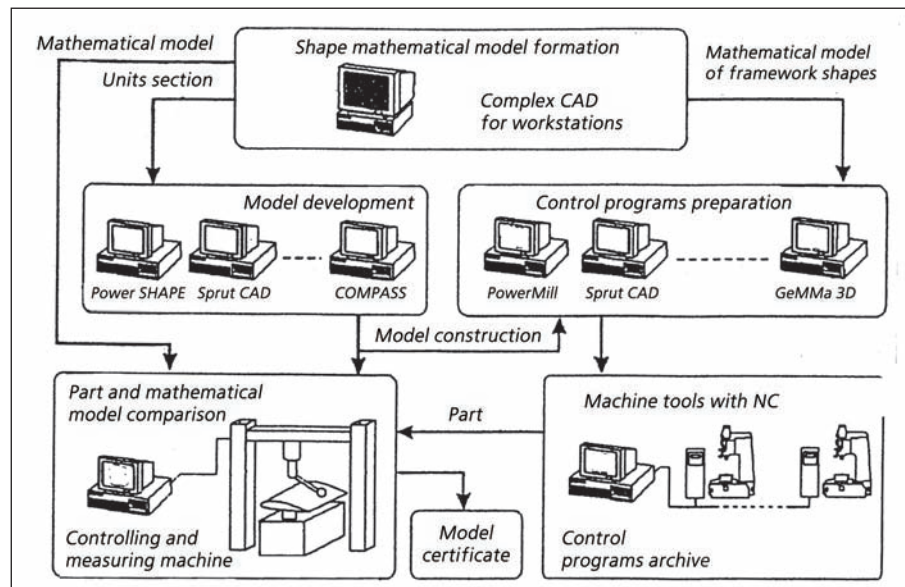 Mathematical model
Shape mathematical model formation
Mathematical model
of framework shapes
Units section
Complex CAD
for workstations
Model development
Power SHAPE
Sprut CAD
COMPASS
Control programs preparation
PowerMill
Sprut CAD
GeMMa 3D
Model construction
Part and mathematical
model comparison
Controlling and
measuring machine
Part
Model
certificate
Machine tools with NC
Control
programs archive